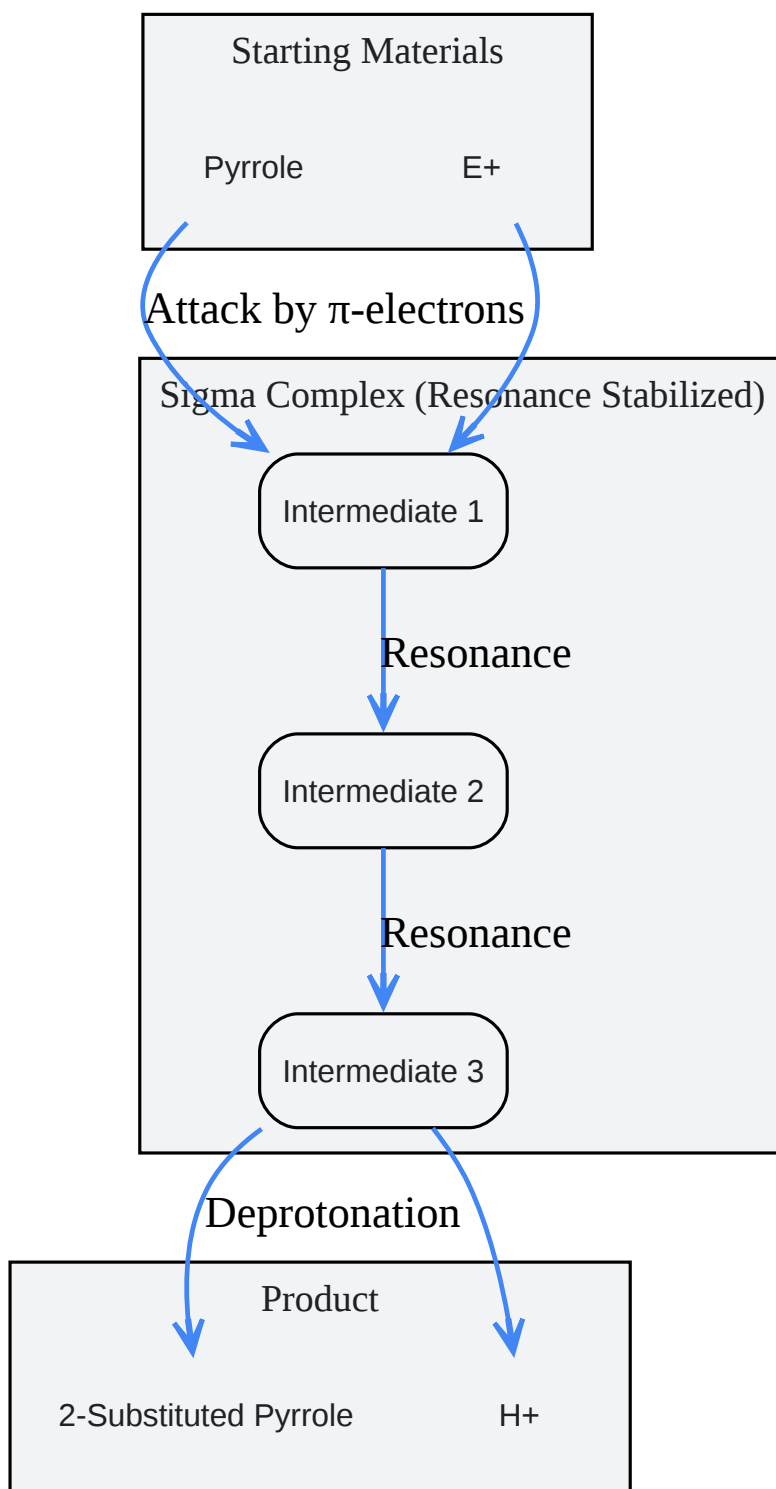 Starting Materials
Pyrrole E+
Attack by π-electrons
Sigma Complex (Resonance Stabilized)
Intermediate 1
Resonance
Intermediate 2
Resonance
Intermediate 3
Deprotonation
Product
2-Substituted Pyrrole H+